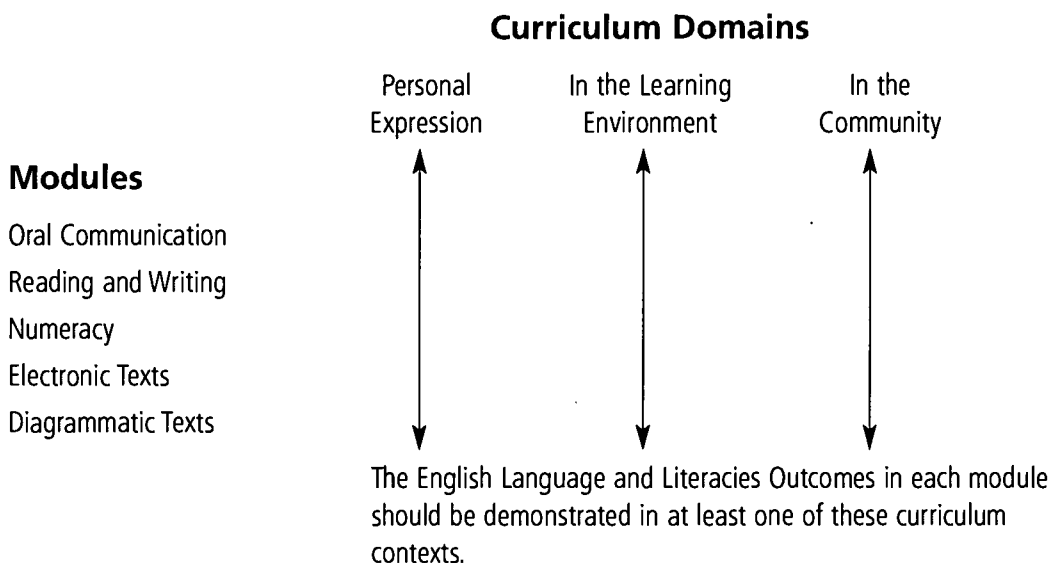 Curriculum Domains
Personal
Expression
In the Learning
Environment
In the
Community
Modules
Oral Communication
Reading and Writing
Numeracy
Electronic Texts
Diagrammatic Texts
The English Language and Literacies Outcomes in each module
should be demonstrated in at least one of these curriculum
contexts.